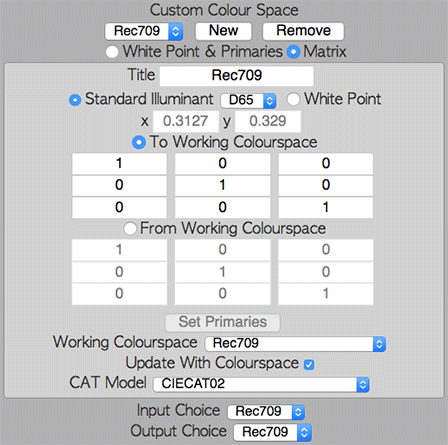 Custom Colour Space
Rec709 New Remove
White Point & Primaries Matrix
Title Rec709
Standard Illuminant D65 White Point
x 0.3127 y 0.329
To Working Colourspace
1 0 0
0 1 0
0 0 1
From Working Colourspace
1 0 0
0 1 0
0 0 1
Set Primaries
Working Colourspace Rec709
Update With Colourspace
CAT Model CIECAT02
Input Choice Rec709
Output Choice Rec709